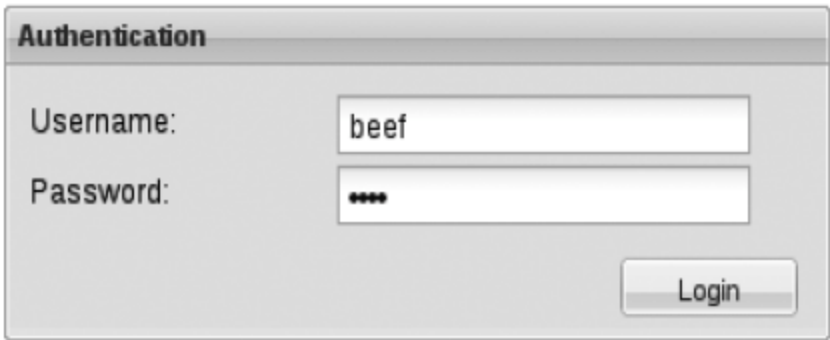 Authentication
Username: beef
Password: ••••
Login